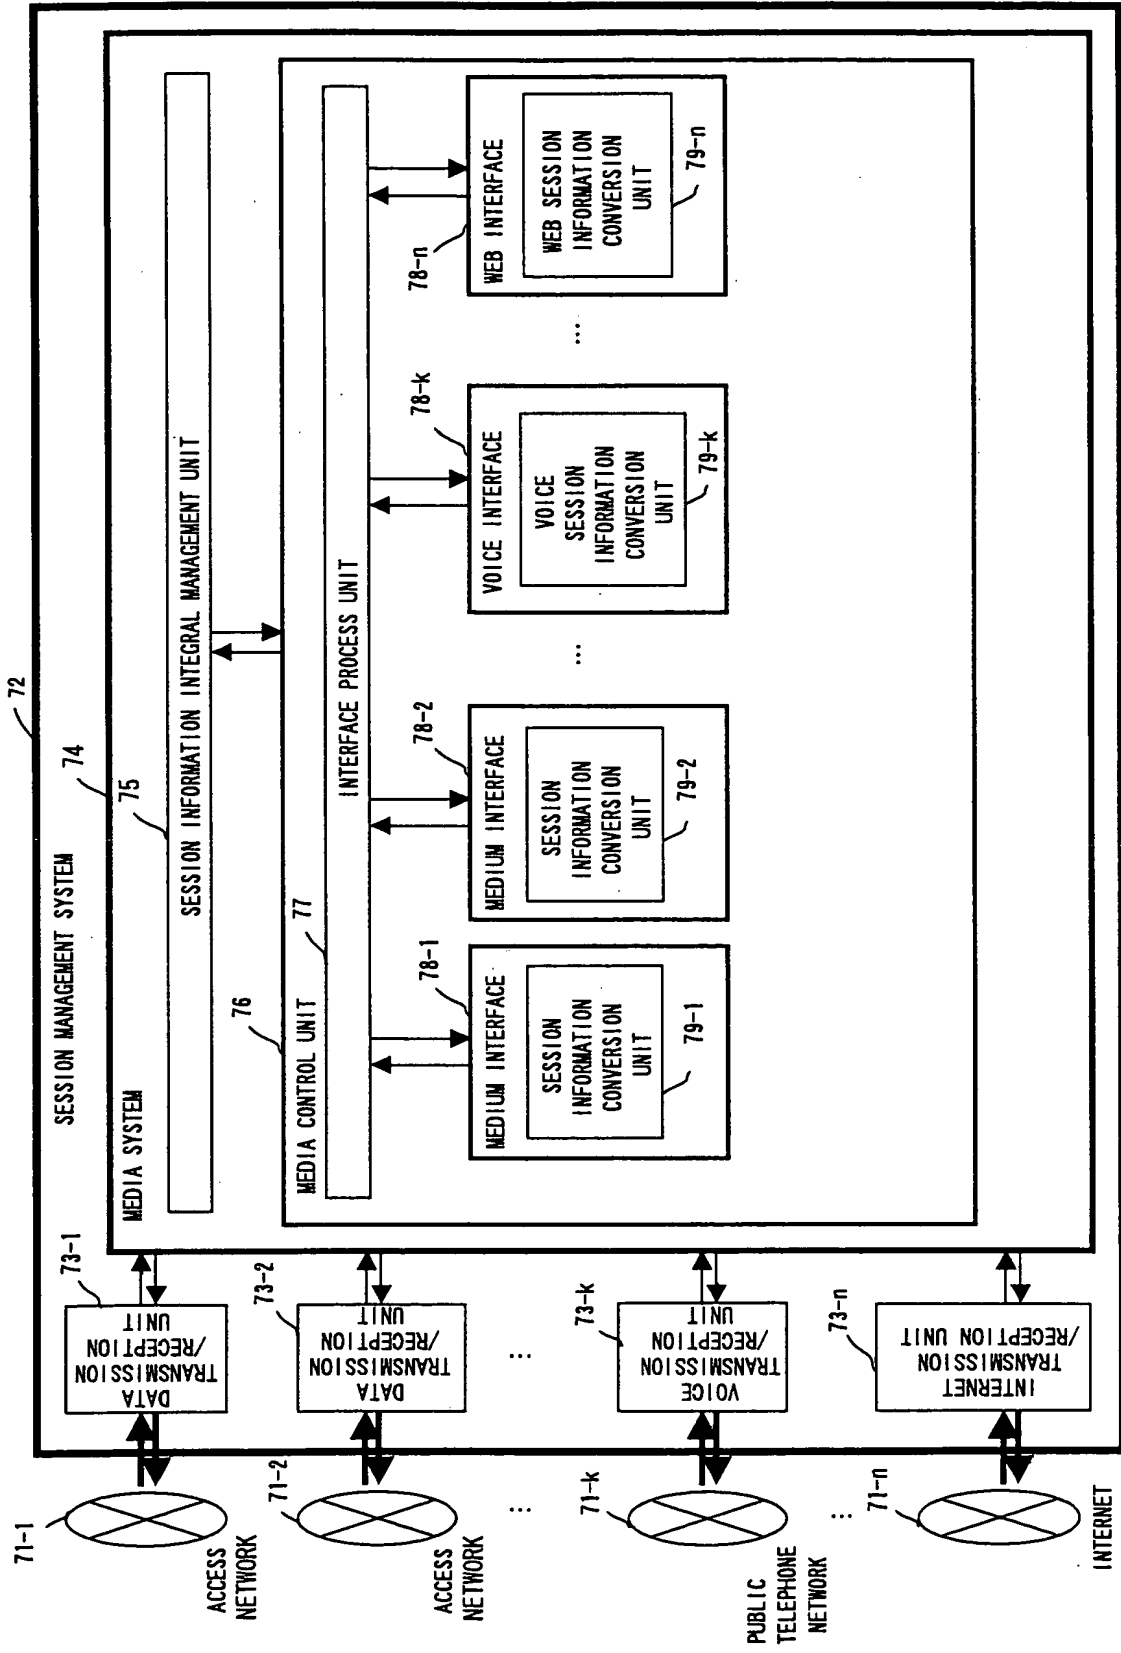 72
SESSION MANAGEMENT SYSTEM
74
MEDIA SYSTEM
75
SESSION INFORMATION INTEGRAL MANAGEMENT UNIT
76
MEDIA CONTROL UNIT
77
INTERFACE PROCESS UNIT
78-1
MEDIUM INTERFACE
SESSION
INFORMATION
CONVERSION
UNIT
79-1
78-2
MEDIUM INTERFACE
SESSION
INFORMATION
CONVERSION
UNIT
79-2
...
78-k
VOICE INTERFACE
VOICE
SESSION
INFORMATION
CONVERSION
UNIT
79-k
...
78-n
WEB INTERFACE
WEB SESSION
INFORMATION
CONVERSION
UNIT
79-n
73-1
DATA
TRANSMISSION
/RECEPTION
UNIT
73-2
DATA
TRANSMISSION
/RECEPTION
UNIT
...
73-k
VOICE
TRANSMISSION
/RECEPTION
UNIT
73-n
INTERNET
TRANSMISSION
/RECEPTION UNIT
71-1
ACCESS
NETWORK
71-2
ACCESS
NETWORK
...
71-k
PUBLIC
TELEPHONE
NETWORK
...
71-n
INTERNET